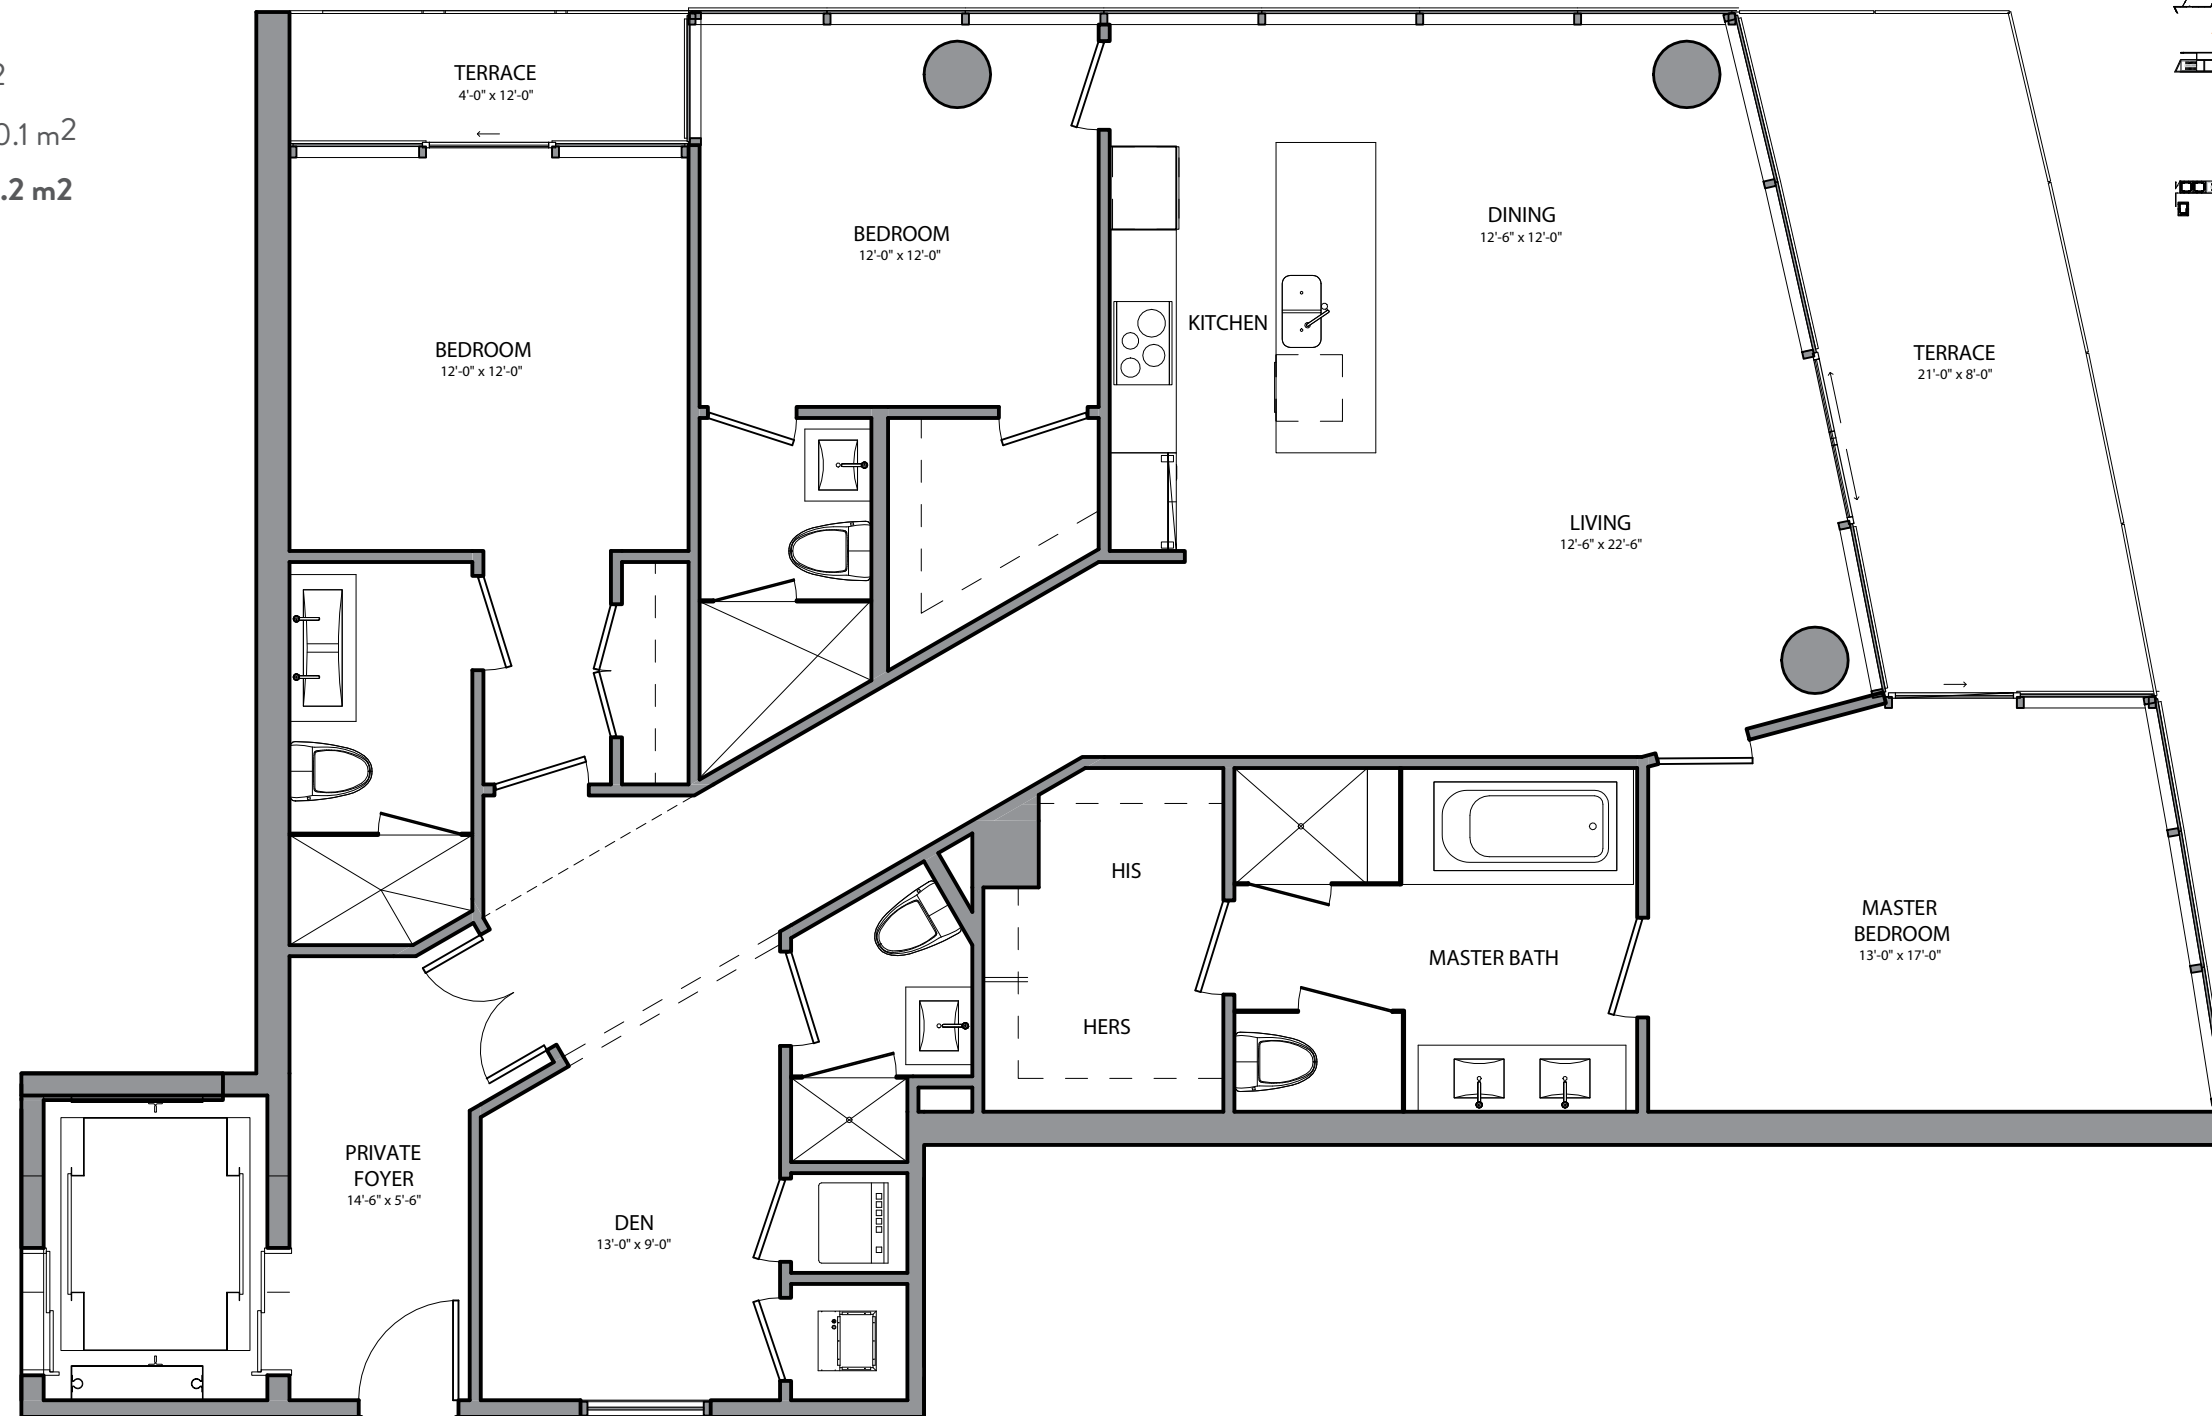 2
0.1 m2
.2 m2
TERRACE
4'-0" x 12'-0"
BEDROOM
12'-0" x 12'-0"
BEDROOM
12'-0" x 12'-0"
KITCHEN
DINING
12'-6" x 12'-0"
LIVING
12'-6" x 22'-6"
TERRACE
21'-0" x 8'-0"
HIS
HERS
MASTER BATH
MASTER
BEDROOM
13'-0" x 17'-0"
PRIVATE
FOYER
14'-6" x 5'-6"
DEN
13'-0" x 9'-0"